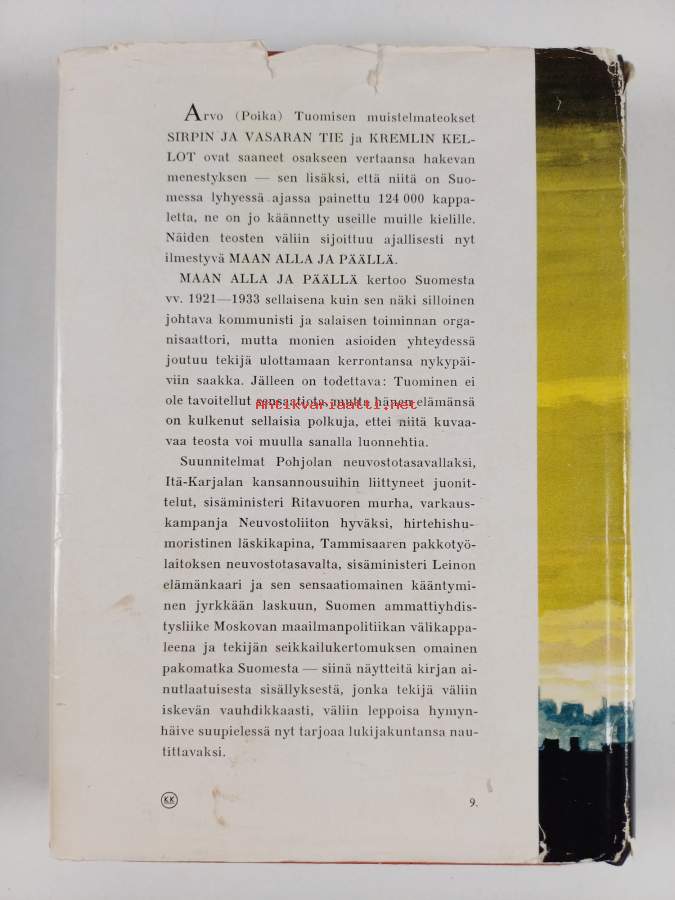 Arvo (Poika) Tuomisen muistelmateokset
SIRPIN JA VASARAN TIE ja KREMLIN KEL-
LOT ovat saaneet osakseen vertaansa hakevan
menestyksen — sen lisäksi, että niitä on Suo-
messa lyhyessä ajassa painettu 124 000 kappa-
letta, ne on jo käännetty useille muille kielille.
Näiden teosten väliin sijoittuu ajallisesti nyt
ilmestyvä MAAN ALLA JA PÄÄLLÄ.
MAAN ALLA JA PÄÄLLÄ kertoo Suomesta
vv. 1921—1933 sellaisena kuin sen näki silloinen
johtava kommunisti ja salaisen toiminnan orga-
nisaattori, mutta monien asioiden yhteydessä
joutuu tekijä ulottamaan kerrontansa nykypäi-
viin saakka. Jälleen on todettava: Tuominen ei
ole tavoitellut sensaatiota, mutta hänen elämänsä
Antikvariaatti.net
on kulkenut sellaisia polkuja, ettei niitä kuvaa-
vaa teosta voi muulla sanalla luonnehtia.
Suunnitelmat Pohjolan neuvostotasavallaksi,
Itä-Karjalan kansannousuihin liittyneet juonit-
telut, sisäministeri Ritavuoren murha, varkaus-
kampanja Neuvostoliiton hyväksi, hirtehishu-
moristinen läskikapina, Tammisaaren pakkotyö-
laitoksen neuvostotasavalta, sisäministeri Leinon
elämänkaari ja sen sensaatiomainen kääntymi-
nen jyrkkään laskuun, Suomen ammattiyhdis-
tysliike Moskovan maailmanpolitiikan välikappa-
leena ja tekijän seikkailukertomuksen omainen
pakomatka Suomesta — siinä näytteitä kirjan ai-
nutlaatuisesta sisällyksestä, jonka tekijä väliin
iskevän vauhdikkaasti, väliin leppoisa hymyn-
häive suupielessä nyt tarjoaa lukijakuntansa nau-
tittavaksi.
KK
9.